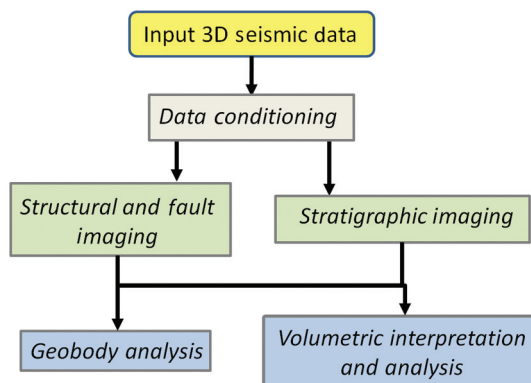 Input 3D seismic data
Data conditioning
Structural and fault
imaging
Stratigraphic imaging
Geobody analysis
Volumetric interpretation
and analysis